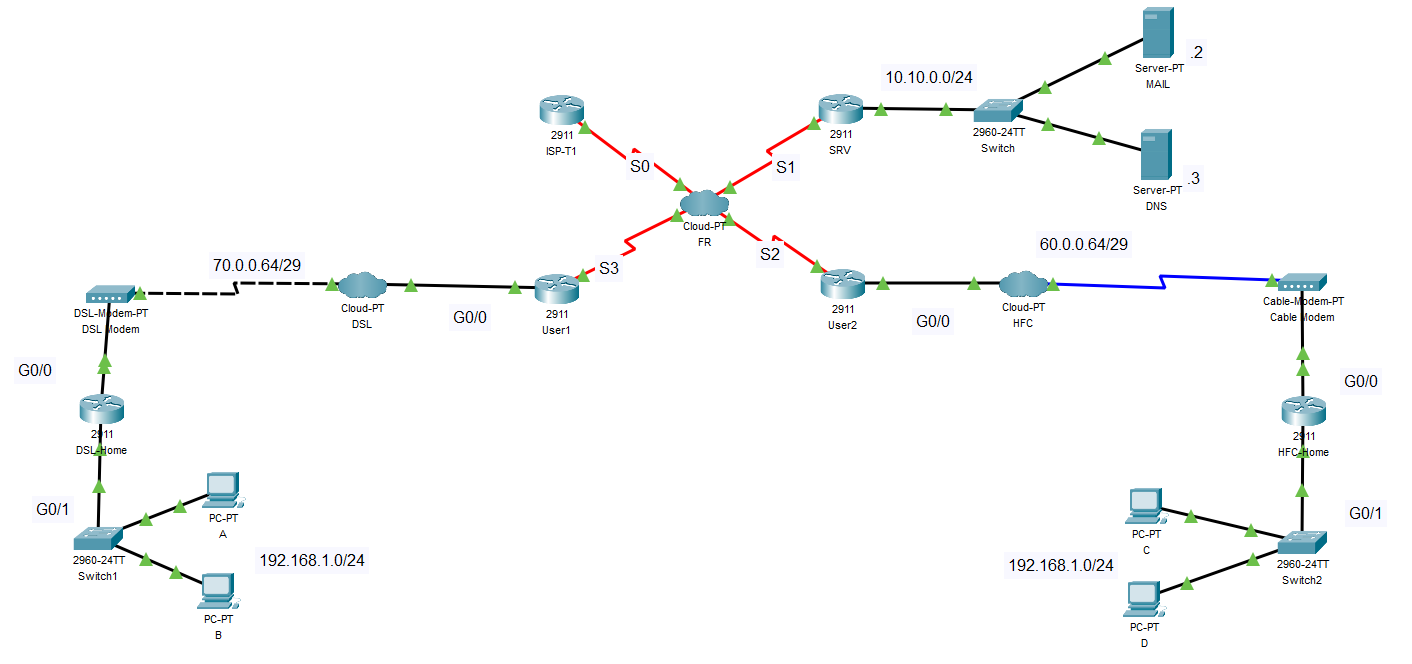 Server-PT
MAIL
.2
10.10.0.0/24
2911
ISP-T1
2911
SRV
2960-24TT
Switch
S0
S1
Server-PT
DNS
.3
Cloud-PT
FR
S3
S2
60.0.0.64/29
70.0.0.64/29
DSL-Modem-PT
DSL Modem
Cloud-PT
DSL
G0/0
2911
User1
2911
User2
G0/0
Cloud-PT
HFC
Cable-Modem-PT
Cable Modem
G0/0
G0/0
2911
DSL-Home
2911
HFC-Home
G0/1
PC-PT
A
2960-24TT
Switch1
192.168.1.0/24
PC-PT
B
G0/1
PC-PT
C
192.168.1.0/24
2960-24TT
Switch2
PC-PT
D